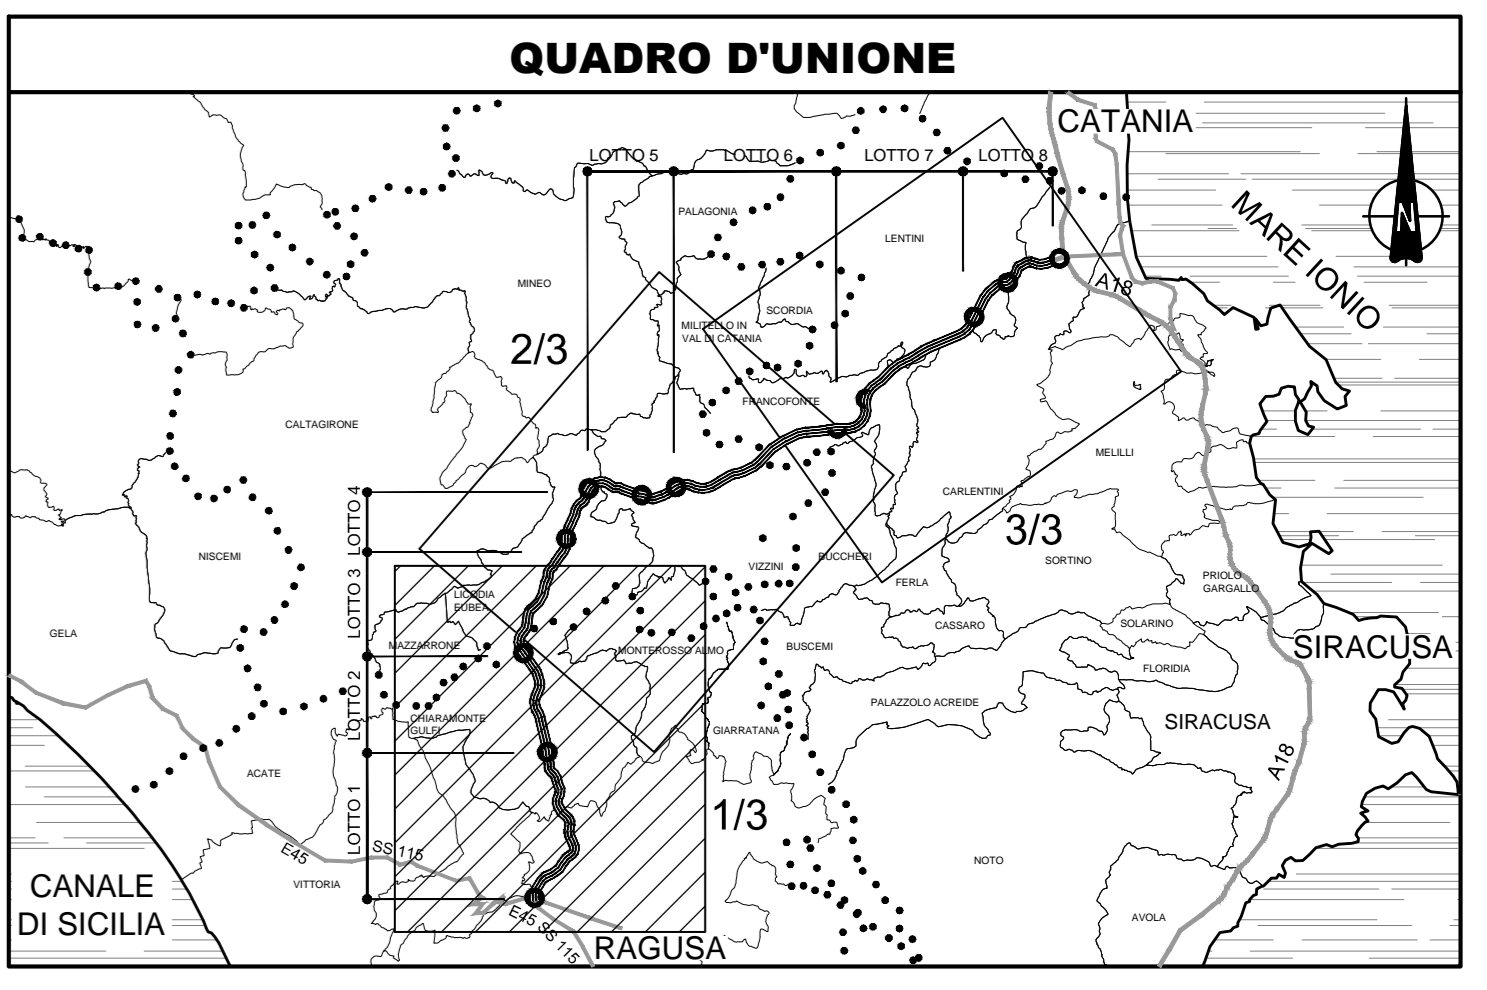 QUADRO D'UNIONE
CATANIA
LOTTO 5
LOTTO 6
LOTTO 7
LOTTO 8
N
MARE IONIO
PALAGONIA
LENTINI
MINEO
A18
SCORDIA
MILITELLO IN
VAL DI CATANIA
2/3
FRANCOFONTE
CALTAGIRONE
MELILLI
CARLENTINI
LOTTO 4
3/3
NISCEMI
BUCCHERI
VIZZINI
SORTINO
FERLA
PRIOLO
GARGALLO
LICODIA
EUBEA
LOTTO 3
GELA
CASSARO
SOLARINO
MAZZARRONE
MONTEROSSO ALMO
BUSCEMI
SIRACUSA
FLORIDIA
LOTTO 2
PALAZZOLO ACREIDE
CHIARAMONTE
GULFI
GIARRATANA
SIRACUSA
A18
ACATE
1/3
LOTTO 1
E45
SS 115
NOTO
VITTORIA
CANALE
DI SICILIA
AVOLA
E45 SS 115
RAGUSA